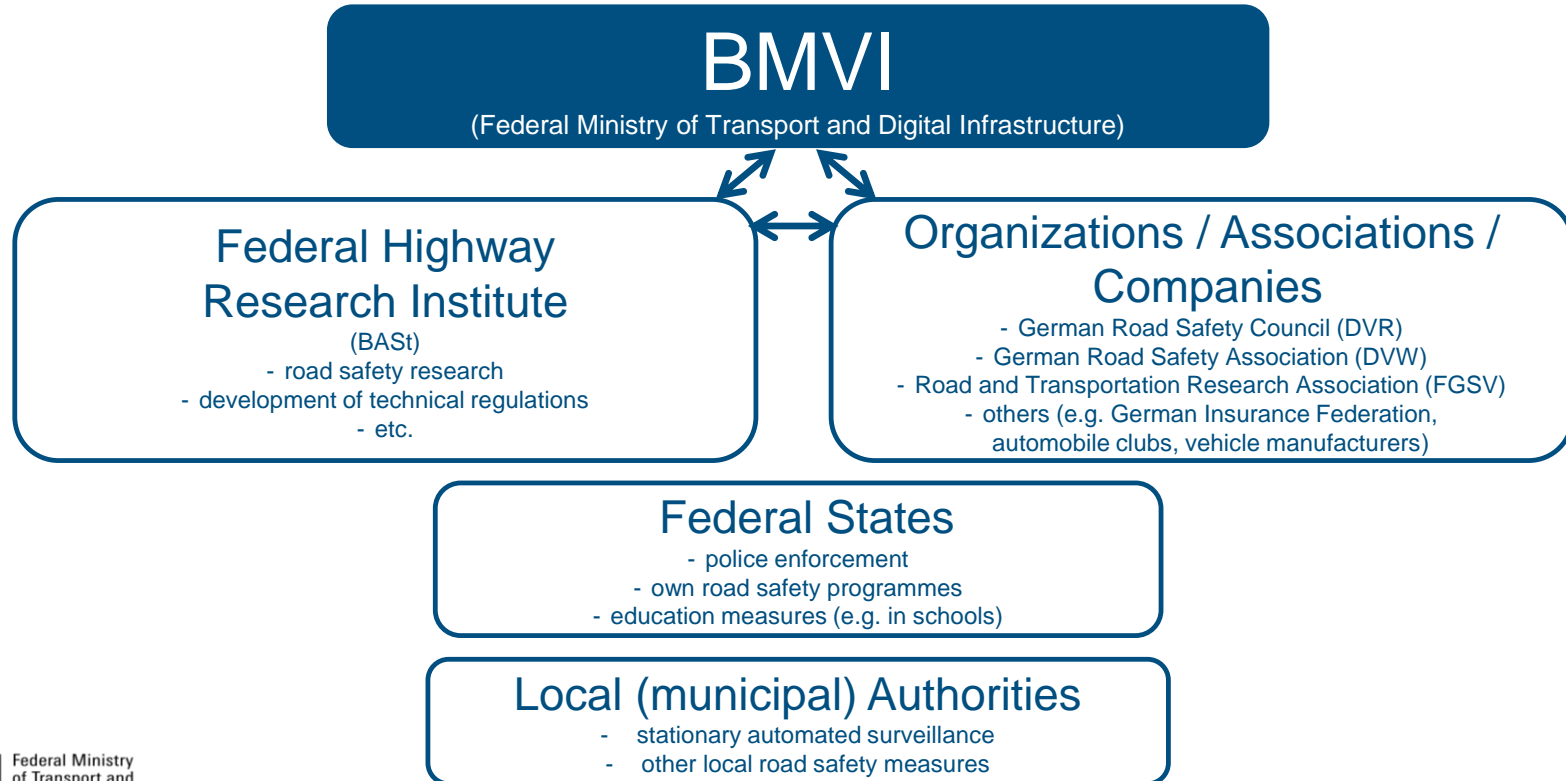 BMVI
(Federal Ministry of Transport and Digital Infrastructure)
Federal Highway
Research Institute
(BASt)
- road safety research
- development of technical regulations
- etc.
Organizations / Associations /
Companies
- German Road Safety Council (DVR)
- German Road Safety Association (DVW)
- Road and Transportation Research Association (FGSV)
- others (e.g. German Insurance Federation,
automobile clubs, vehicle manufacturers)
Federal States
- police enforcement
- own road safety programmes
- education measures (e.g. in schools)
Local (municipal) Authorities
- stationary automated surveillance
- other local road safety measures
Federal Ministry
of Transport and